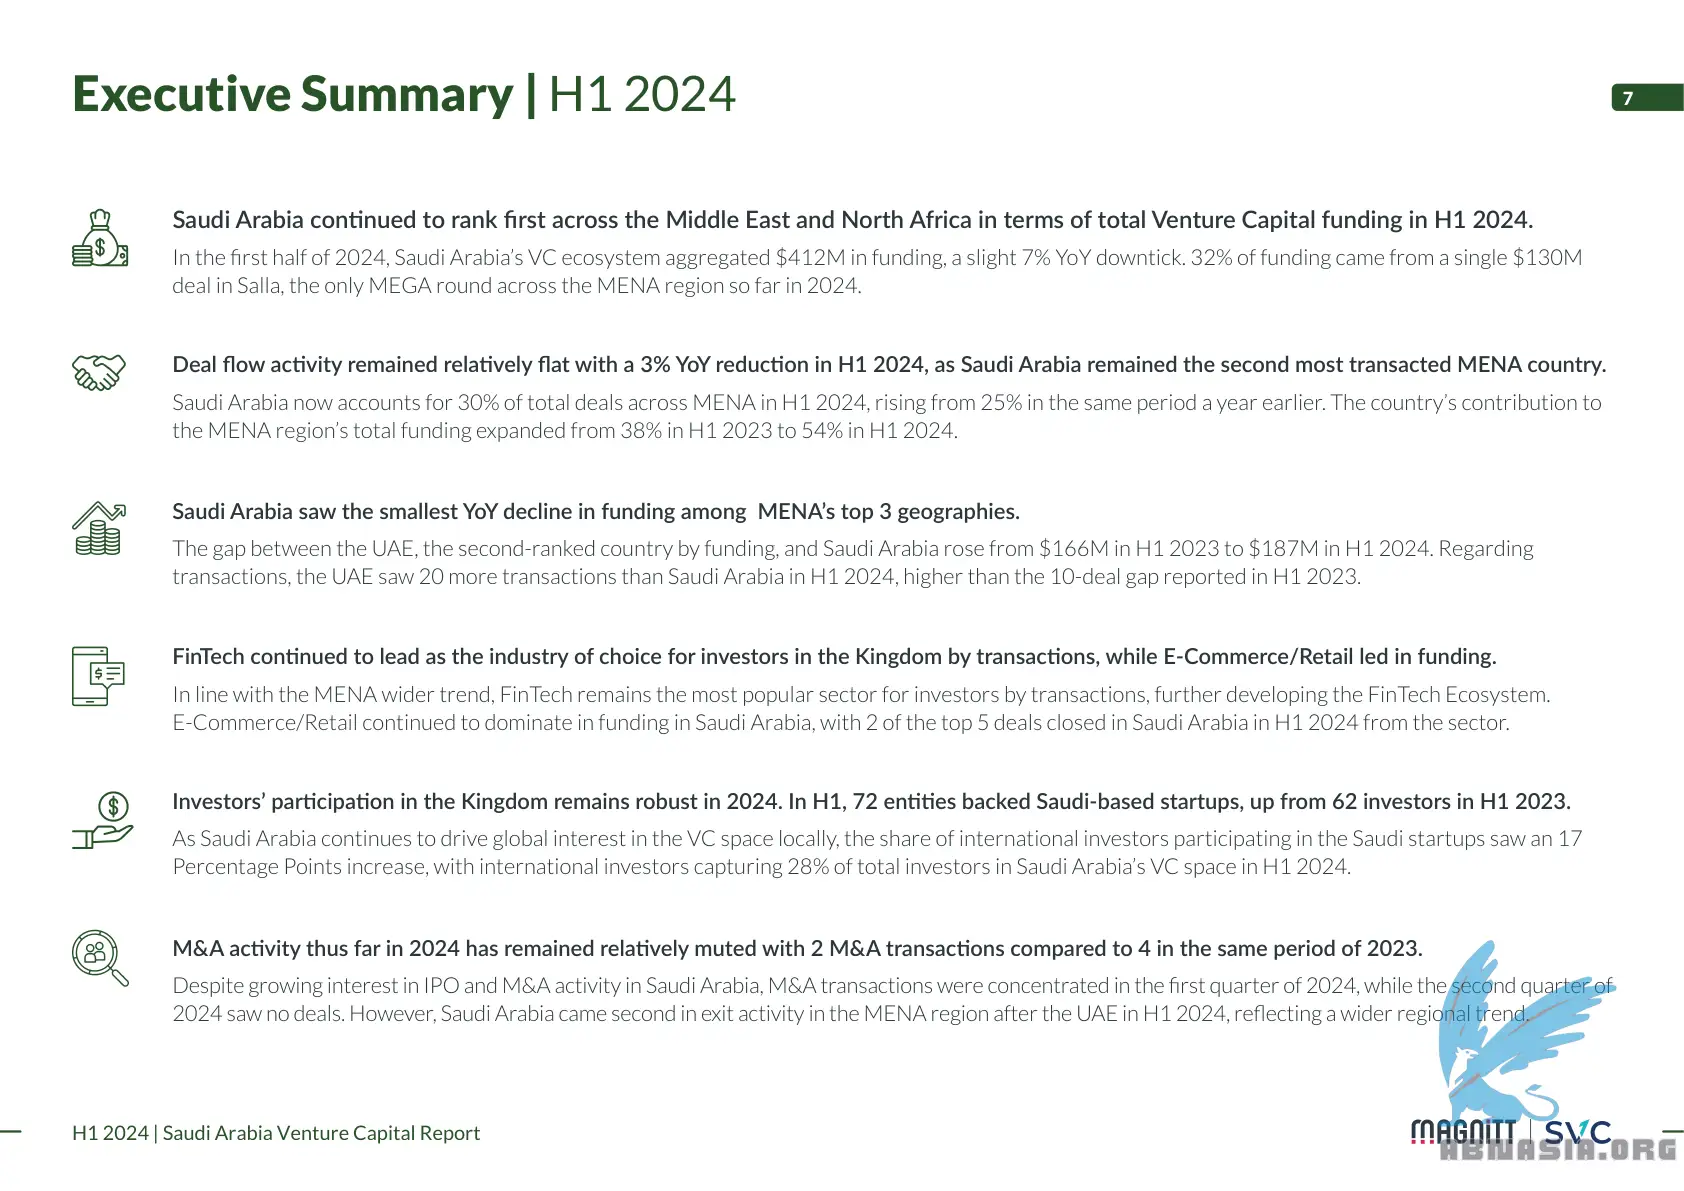 Executive Summary | H1 2024
7
Saudi Arabia continued to rank first across the Middle East and North Africa in terms of total Venture Capital funding in H1 2024.
In the first half of 2024, Saudi Arabia’s VC ecosystem aggregated $412M in funding, a slight 7% YoY downtick. 32% of funding came from a single $130M
deal in Salla, the only MEGA round across the MENA region so far in 2024.
Deal flow activity remained relatively flat with a 3% YoY reduction in H1 2024, as Saudi Arabia remained the second most transacted MENA country.
Saudi Arabia now accounts for 30% of total deals across MENA in H1 2024, rising from 25% in the same period a year earlier. The country’s contribution to
the MENA region’s total funding expanded from 38% in H1 2023 to 54% in H1 2024.
Saudi Arabia saw the smallest YoY decline in funding among  MENA’s top 3 geographies.
The gap between the UAE, the second-ranked country by funding, and Saudi Arabia rose from $166M in H1 2023 to $187M in H1 2024. Regarding
transactions, the UAE saw 20 more transactions than Saudi Arabia in H1 2024, higher than the 10-deal gap reported in H1 2023.
FinTech continued to lead as the industry of choice for investors in the Kingdom by transactions, while E-Commerce/Retail led in funding.
In line with the MENA wider trend, FinTech remains the most popular sector for investors by transactions, further developing the FinTech Ecosystem.
E-Commerce/Retail continued to dominate in funding in Saudi Arabia, with 2 of the top 5 deals closed in Saudi Arabia in H1 2024 from the sector.
Investors’ participation in the Kingdom remains robust in 2024. In H1, 72 entities backed Saudi-based startups, up from 62 investors in H1 2023.
As Saudi Arabia continues to drive global interest in the VC space locally, the share of international investors participating in the Saudi startups saw an 17
Percentage Points increase, with international investors capturing 28% of total investors in Saudi Arabia’s VC space in H1 2024.
M&A activity thus far in 2024 has remained relatively muted with 2 M&A transactions compared to 4 in the same period of 2023.
Despite growing interest in IPO and M&A activity in Saudi Arabia, M&A transactions were concentrated in the first quarter of 2024, while the second quarter of
2024 saw no deals. However, Saudi Arabia came second in exit activity in the MENA region after the UAE in H1 2024, reflecting a wider regional trend.
H1 2024 | Saudi Arabia Venture Capital Report
MAGNiTT | SVC
ABNASIA.ORG